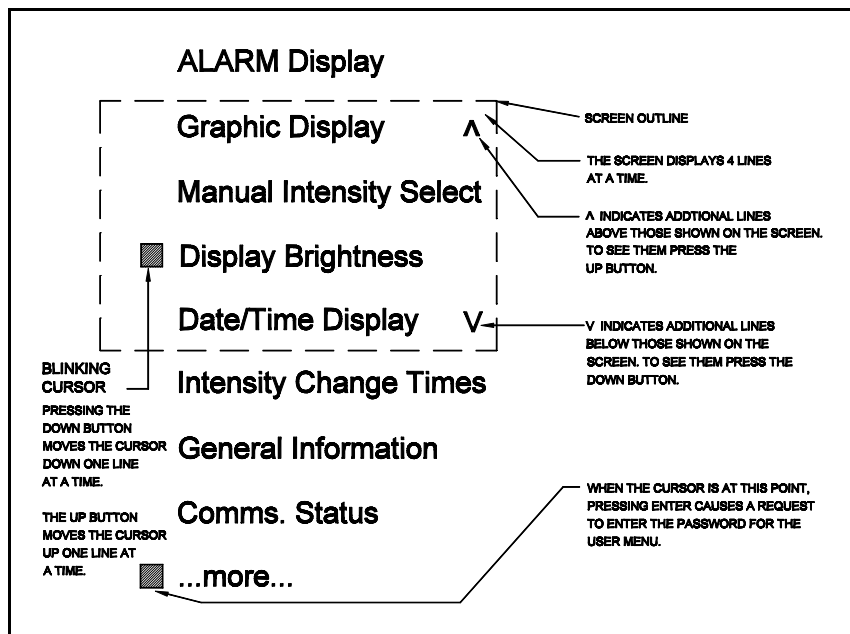 ALARM Display
Graphic Display Λ
Manual Intensity Select
Display Brightness
Date/Time Display V
Intensity Change Times
General Information
Comms. Status
...more...
BLINKING
CURSOR
PRESSING THE
DOWN BUTTON
MOVES THE CURSOR
DOWN ONE LINE
AT A TIME.
THE UP BUTTON
MOVES THE CURSOR
UP ONE LINE AT
A TIME.
SCREEN OUTLINE
THE SCREEN DISPLAYS 4 LINES
AT A TIME.
Λ INDICATES ADDTIONAL LINES
ABOVE THOSE SHOWN ON THE SCREEN.
TO SEE THEM PRESS THE
UP BUTTON.
V INDICATES ADDITIONAL LINES
BELOW THOSE SHOWN ON THE
SCREEN. TO SEE THEM PRESS THE
DOWN BUTTON.
WHEN THE CURSOR IS AT THIS POINT,
PRESSING ENTER CAUSES A REQUEST
TO ENTER THE PASSWORD FOR THE
USER MENU.